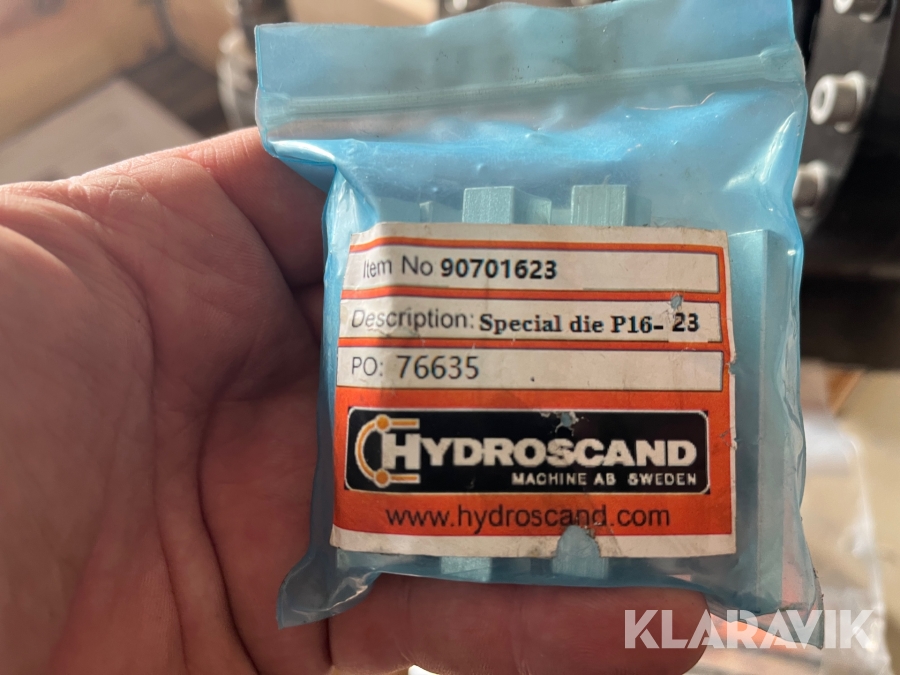 Item No 90701623
Description: Special die P16- 23
PO: 76635
HYDROSCAND
MACHINE AB SWEDEN
www.hydroscand.com
KLARAVIK